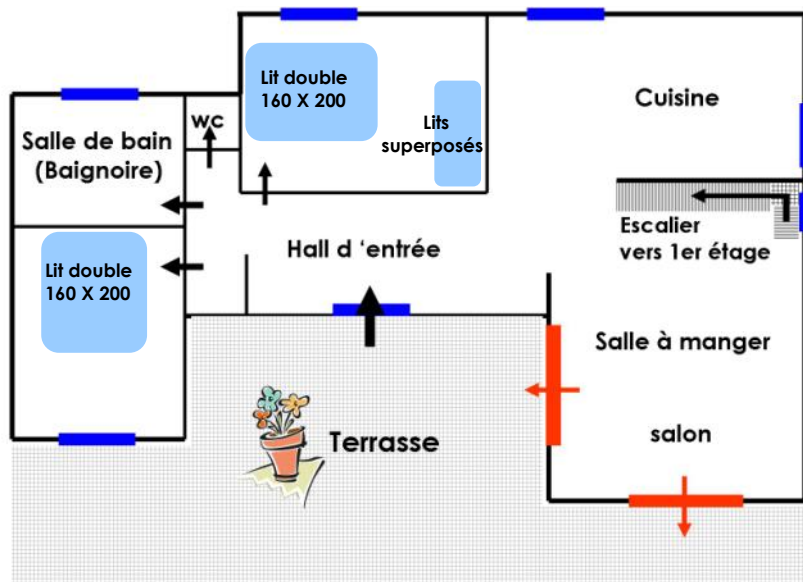 Lit double
160 X 200
Lits
superposés
Cuisine
wc
Salle de bain
(Baignoire)
Escalier
vers 1er étage
Hall d ‘entrée
Lit double
160 X 200
Salle à manger
Terrasse
salon